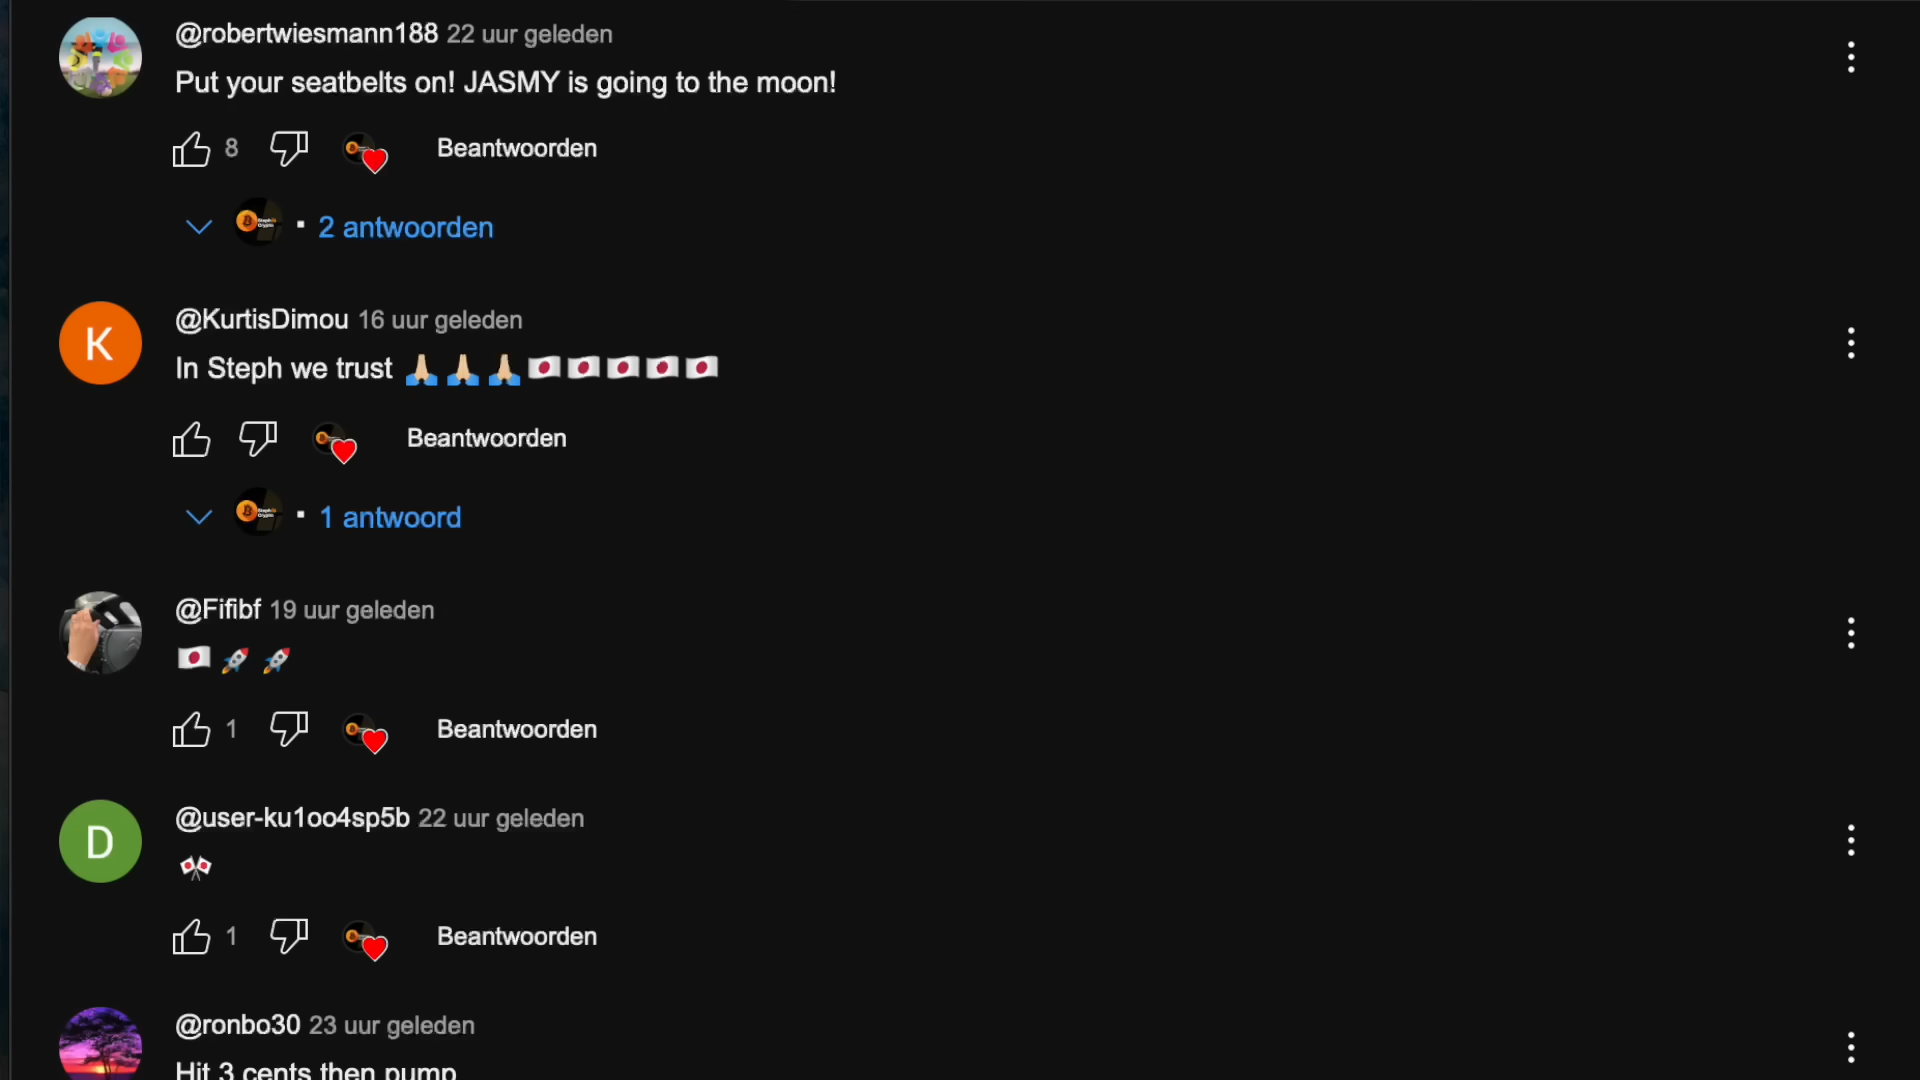 @robertwiesmann188 22 uur geleden
Put your seatbelts on! JASMY is going to the moon!
8 Beantwoorden
2 antwoorden
K
@KurtisDimou 16 uur geleden
In Steph we trust 🙏🏼🙏🏼🙏🏼🇯🇵🇯🇵🇯🇵🇯🇵🇯🇵
Beantwoorden
1 antwoord
@Fifibf 19 uur geleden
🇯🇵🚀🚀
1 Beantwoorden
D
@user-ku1oo4sp5b 22 uur geleden
🎌
1 Beantwoorden
@ronbo30 23 uur geleden
Hit 3 cents then pump